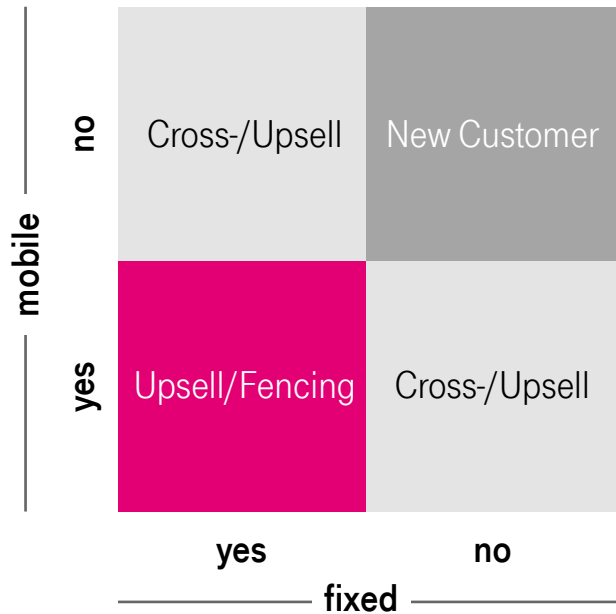 mobile
no
Cross-/Upsell
New Customer
yes
Upsell/Fencing
Cross-/Upsell
yes
no
fixed